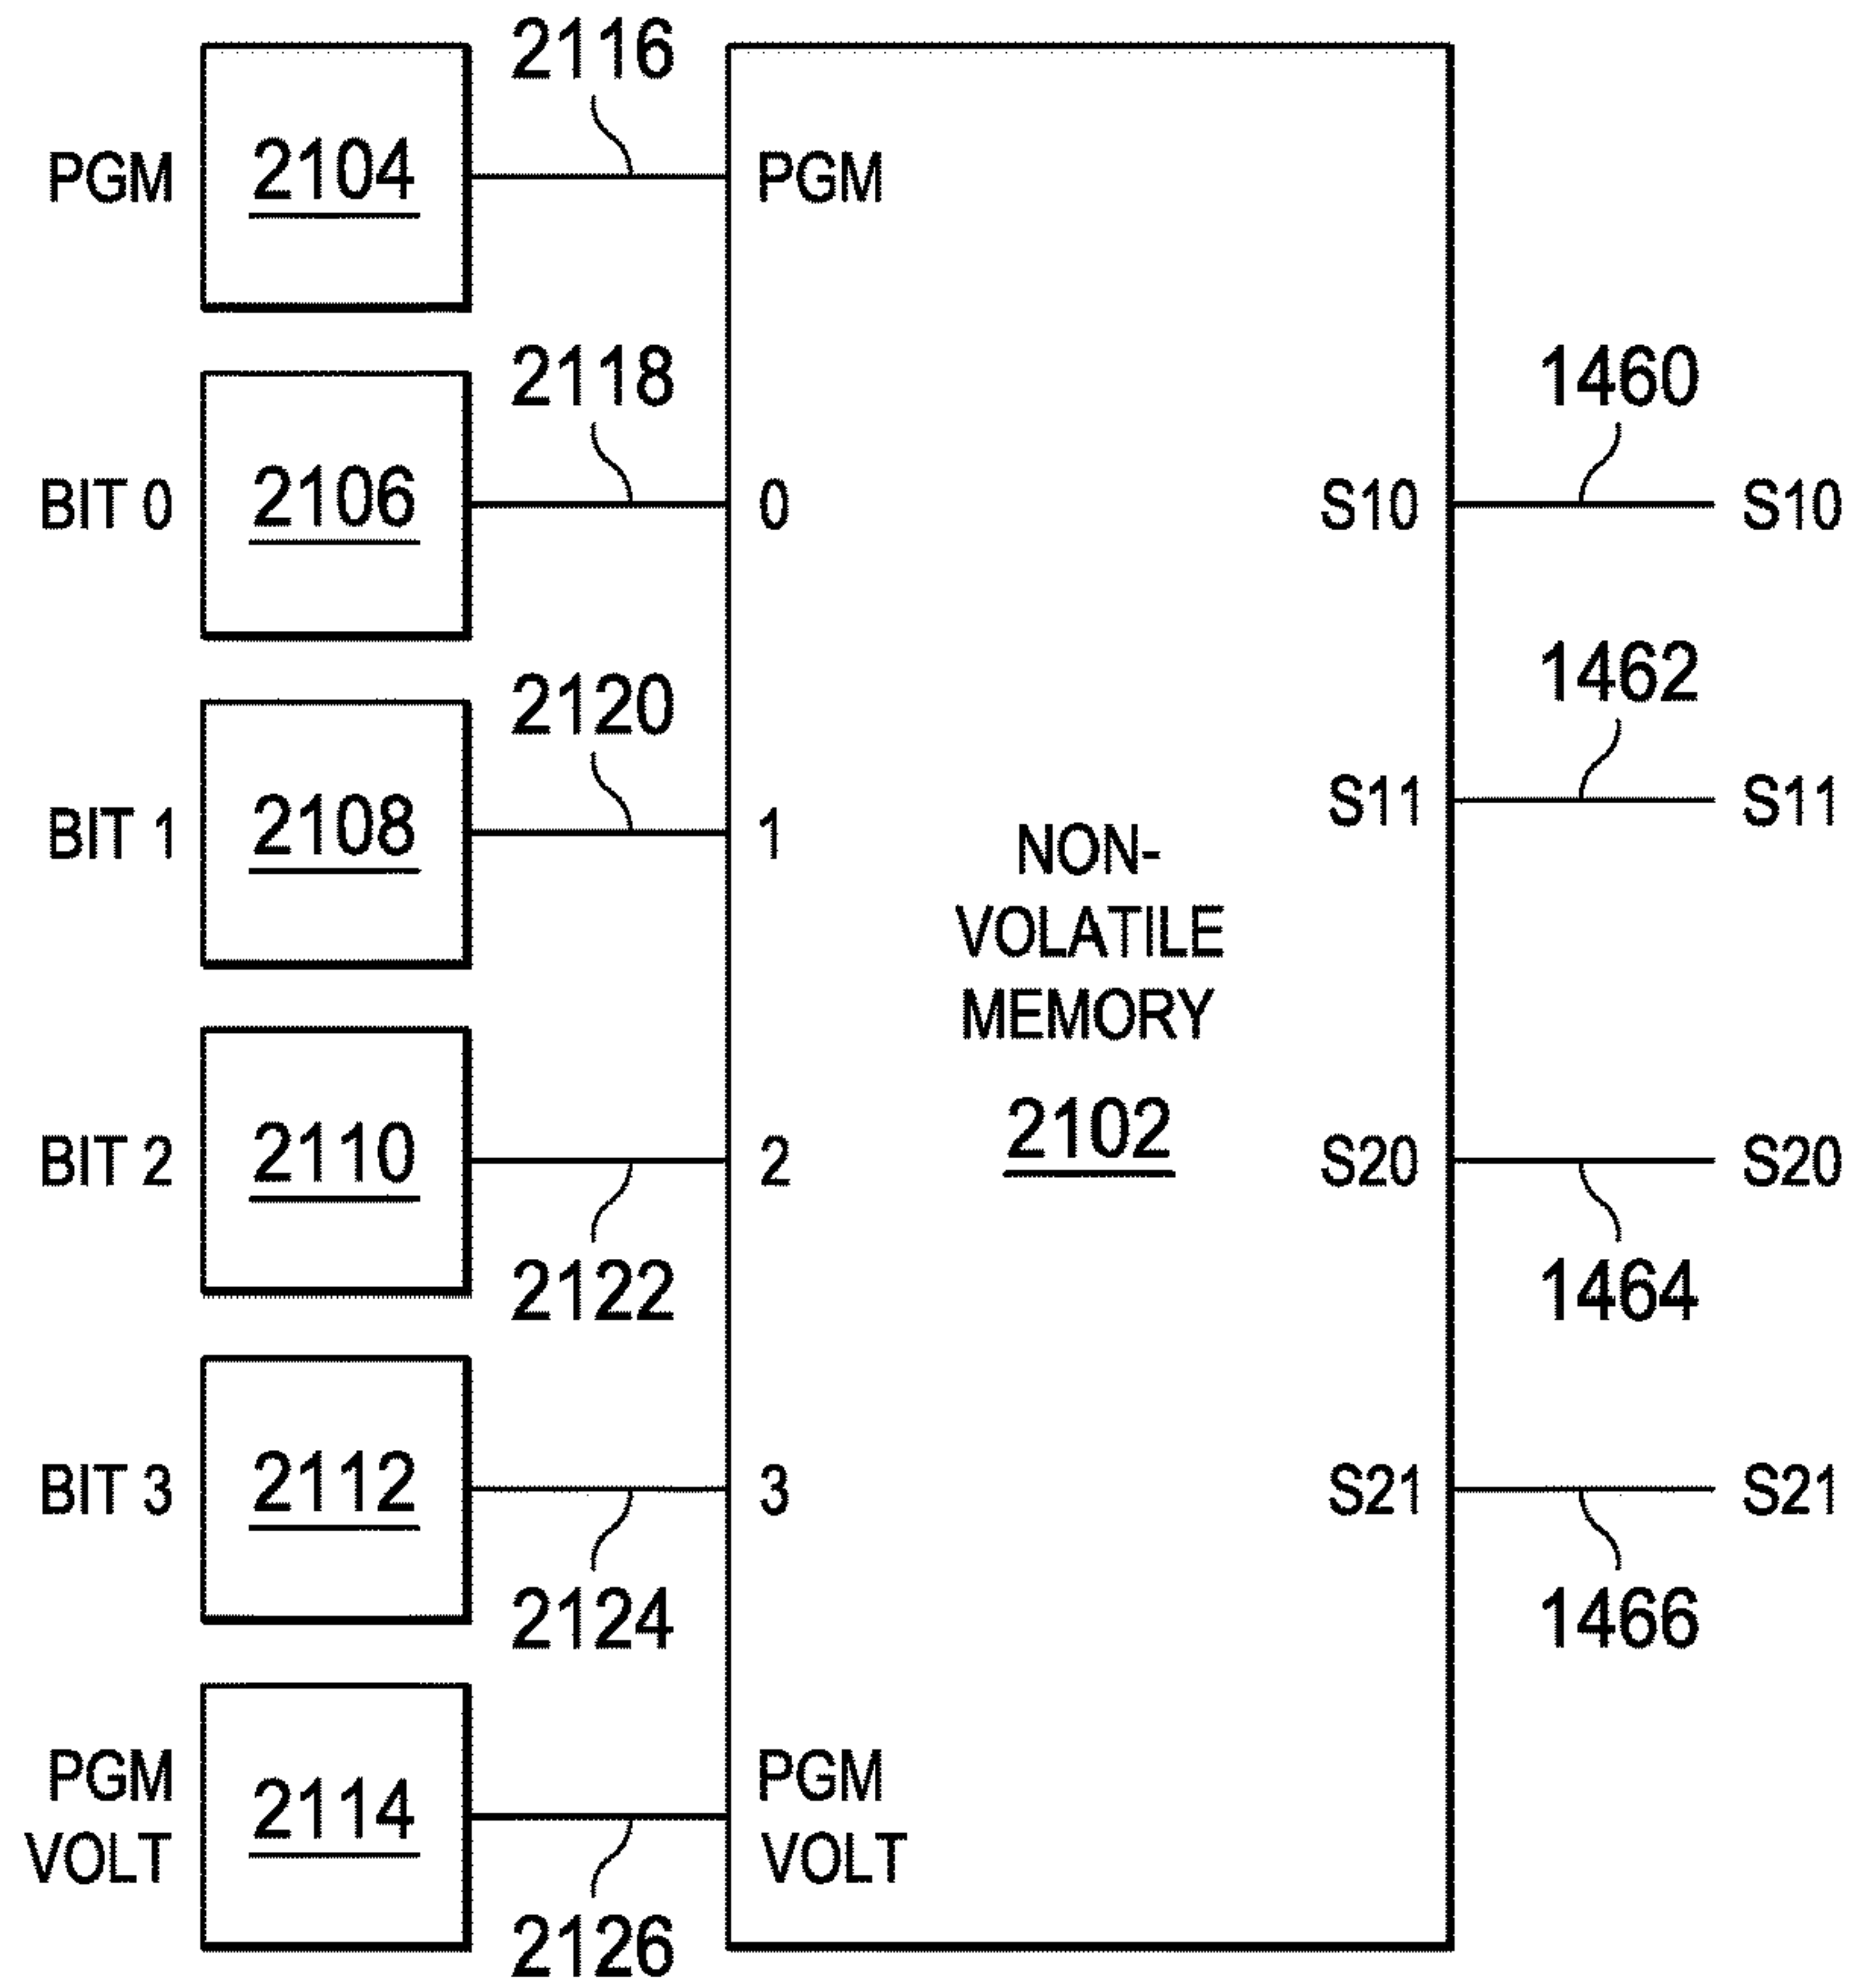 2116
PGM
2104
PGM
2118
1460
BIT 0
2106
0
S10
S10
2120
1462
BIT 1
2108
1
S11
S11
NON-
VOLATILE
MEMORY
2102
BIT 2
2110
2
S20
S20
2122
1464
BIT 3
2112
3
S21
S21
2124
1466
PGM
VOLT
2114
PGM
VOLT
2126